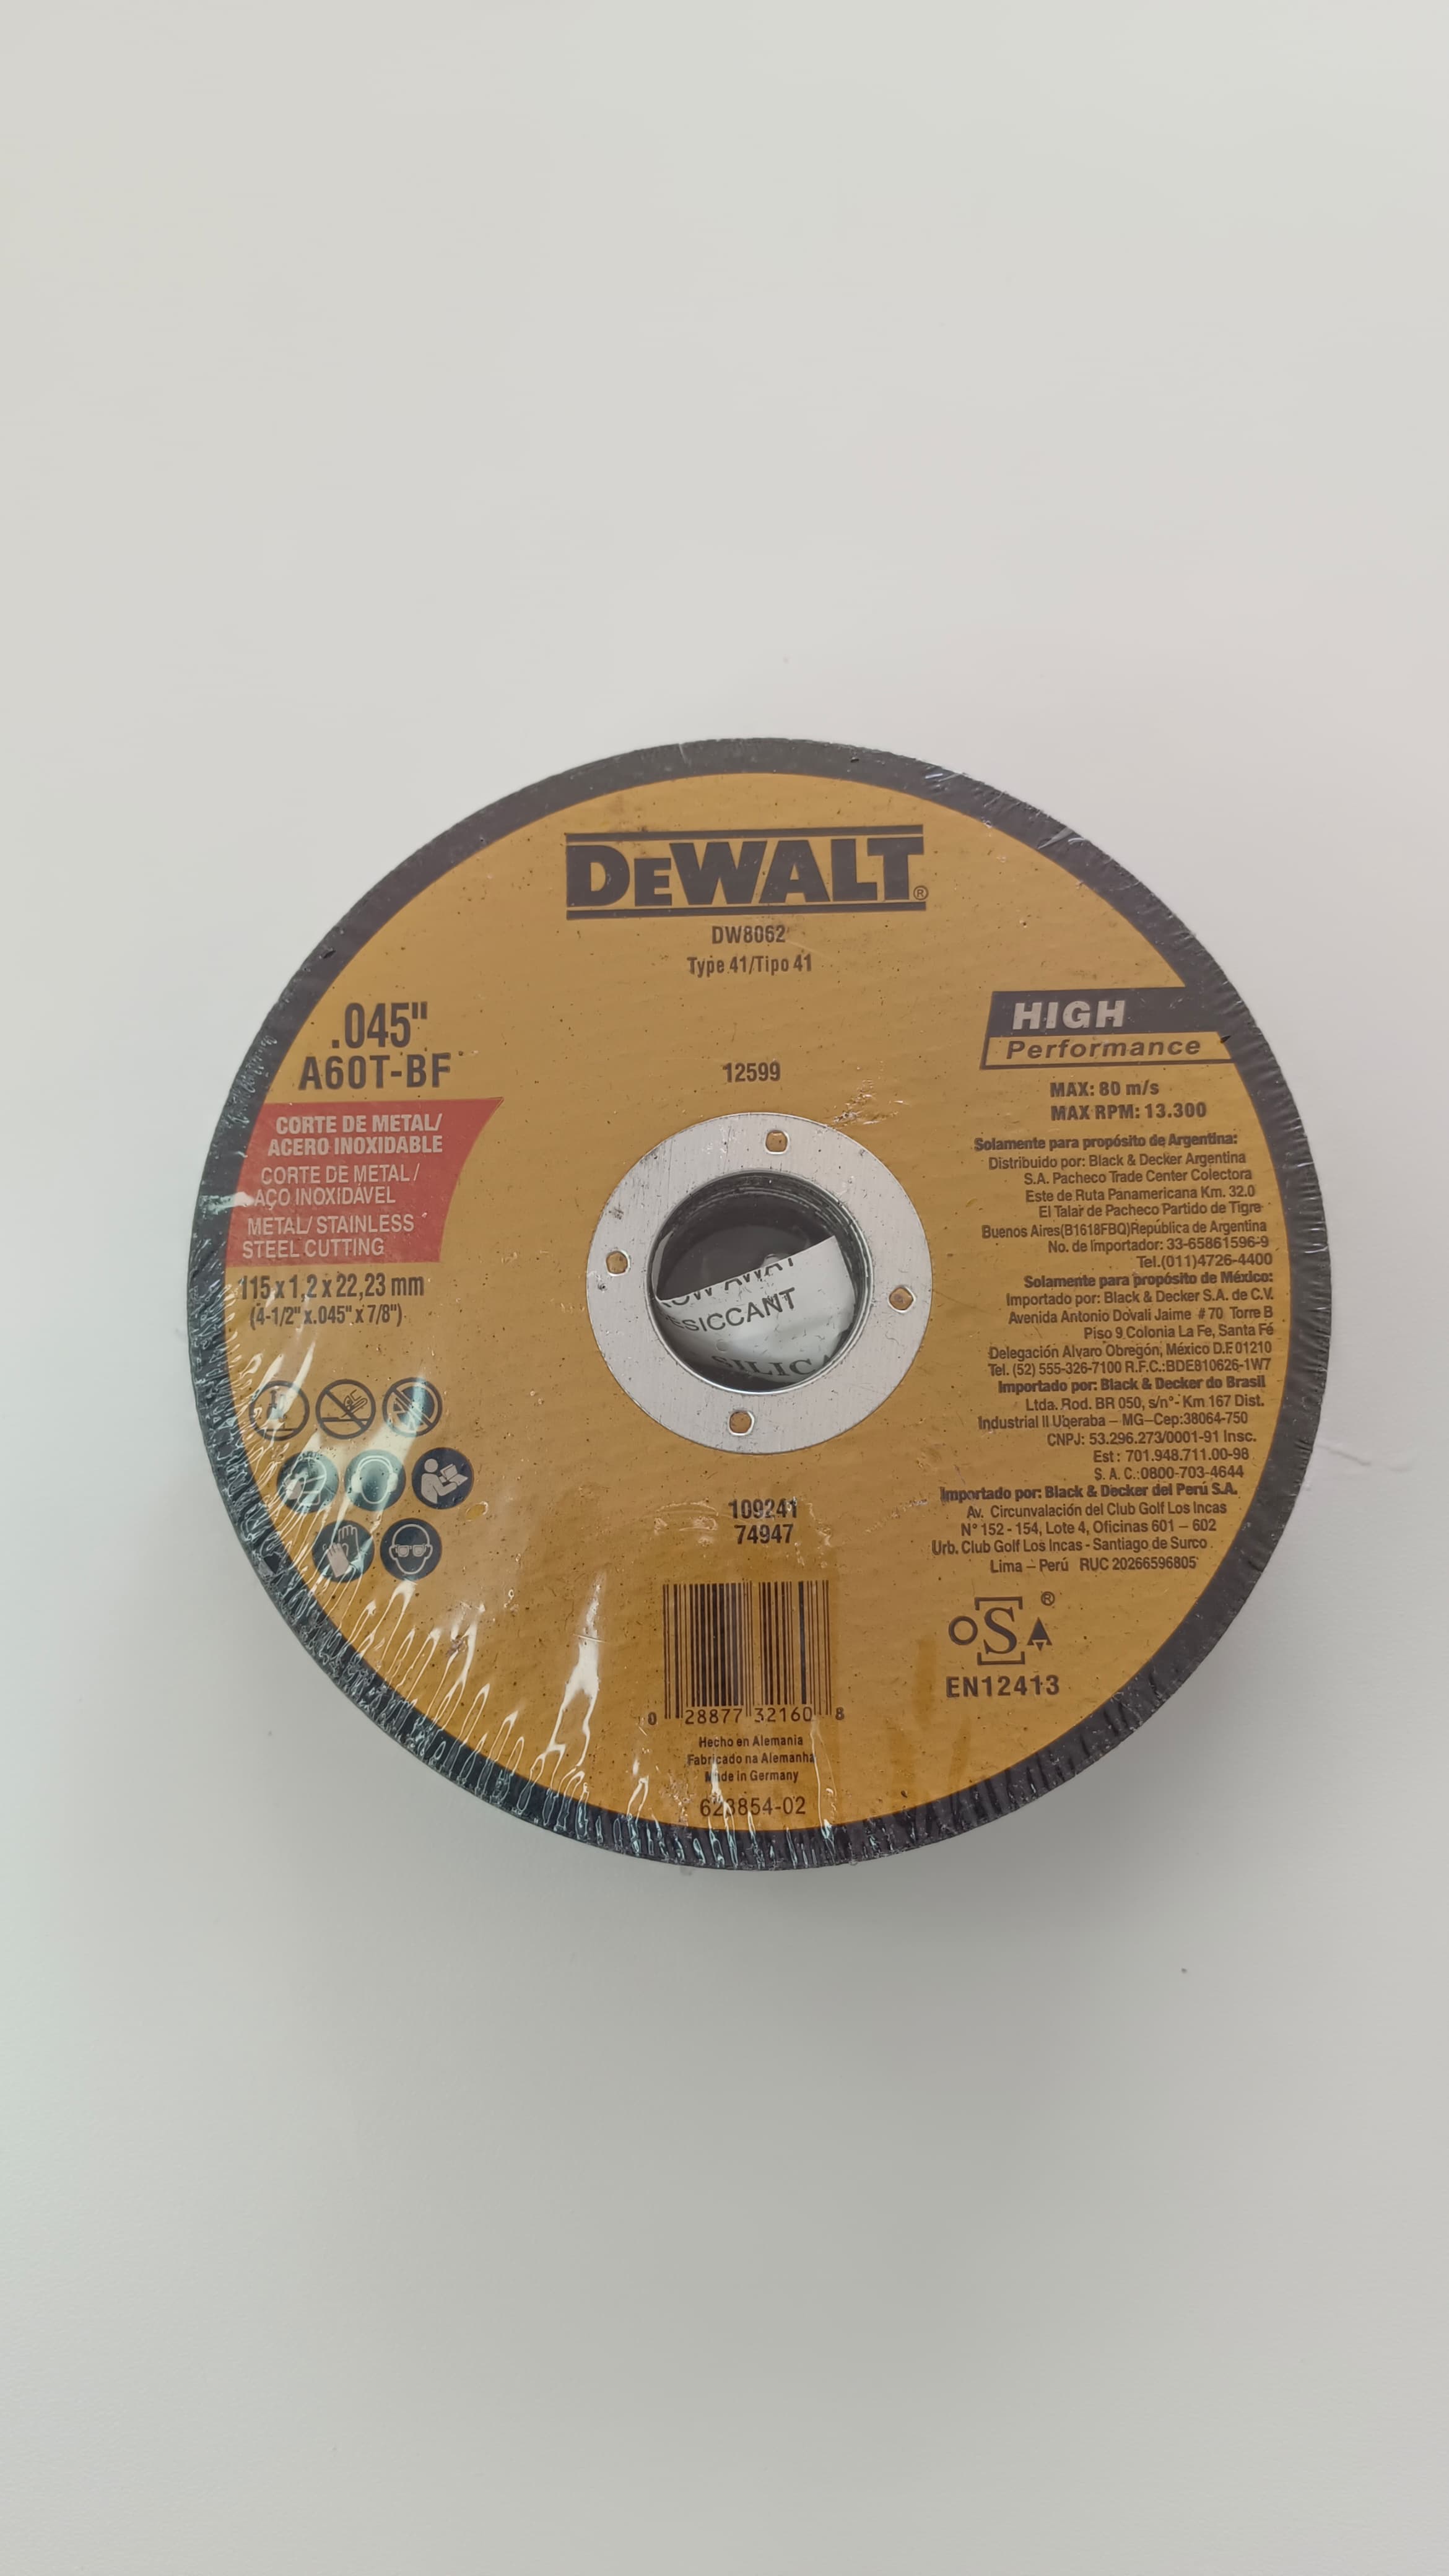 DEWALT®
DW8062
Type 41/Tipo 41
.045"
A60T-BF
CORTE DE METAL/
ACERO INOXIDABLE
CORTE DE METAL /
AÇO INOXIDÁVEL
METAL/ STAINLESS
STEEL CUTTING
115 x 1,2 x 22,23 mm
(4-1/2" x .045" x 7/8")
12599
HIGH
Performance
MAX: 80 m/s
MAX RPM: 13.300
Solamente para propósito de Argentina:
Distribuido por: Black & Decker Argentina
S.A. Pacheco Trade Center Colectora
Este de Ruta Panamericana Km. 32.0
El Talar de Pacheco Partido de Tigre
Buenos Aires(B1618FBQ)República de Argentina
No. de Importador: 33-65861596-9
Tel.(011)4726-4400
Solamente para propósito de México:
Importado por: Black & Decker S.A. de C.V.
Avenida Antonio Dovali Jaime # 70 Torre B
Piso 9 Colonia La Fe, Santa Fé
Delegación Alvaro Obregón, México D.F. 01210
Tel. (52) 555-326-7100 R.F.C.:BDE810626-1W7
Importado por: Black & Decker do Brasil
Ltda. Rod. BR 050, s/n°- Km 167 Dist.
Industrial II Uberaba – MG–Cep:38064-750
CNPJ: 53.296.273/0001-91 Insc.
Est : 701.948.711.00-98
S. A. C.:0800-703-4644
Importado por: Black & Decker del Perú S.A.
Av. Circunvalación del Club Golf Los Incas
N° 152 - 154, Lote 4, Oficinas 601 – 602
Urb. Club Golf Los Incas - Santiago de Surco
Lima – Perú RUC 20266596805
oSA®
EN12413
SILICA
109241
74947
0 28877 32160 8
Hecho en Alemania
Fabricado na Alemanha
Made in Germany
623854-02